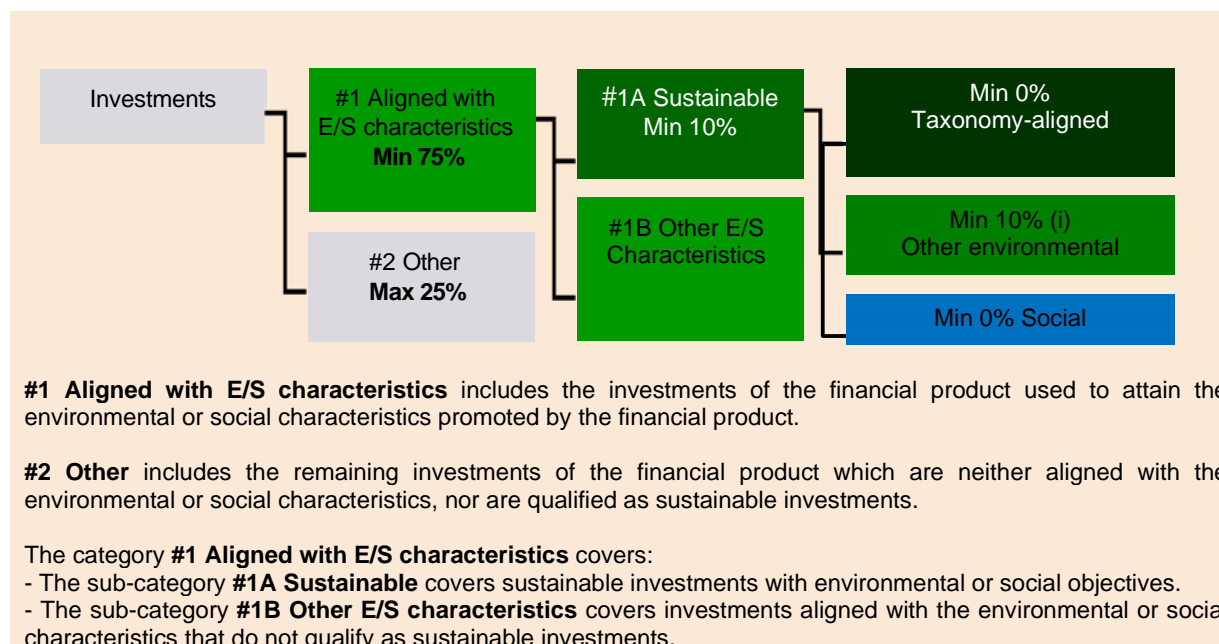 Investments
#1 Aligned with
E/S characteristics
Min 75%
#2 Other
Max 25%
#1A Sustainable
Min 10%
#1B Other E/S
Characteristics
Min 0%
Taxonomy-aligned
Min 10% (i)
Other environmental
Min 0% Social
#1 Aligned with E/S characteristics includes the investments of the financial product used to attain the
environmental or social characteristics promoted by the financial product.
#2 Other includes the remaining investments of the financial product which are neither aligned with the
environmental or social characteristics, nor are qualified as sustainable investments.
The category #1 Aligned with E/S characteristics covers:
- The sub-category #1A Sustainable covers sustainable investments with environmental or social objectives.
- The sub-category #1B Other E/S characteristics covers investments aligned with the environmental or social
characteristics that do not qualify as sustainable investments.